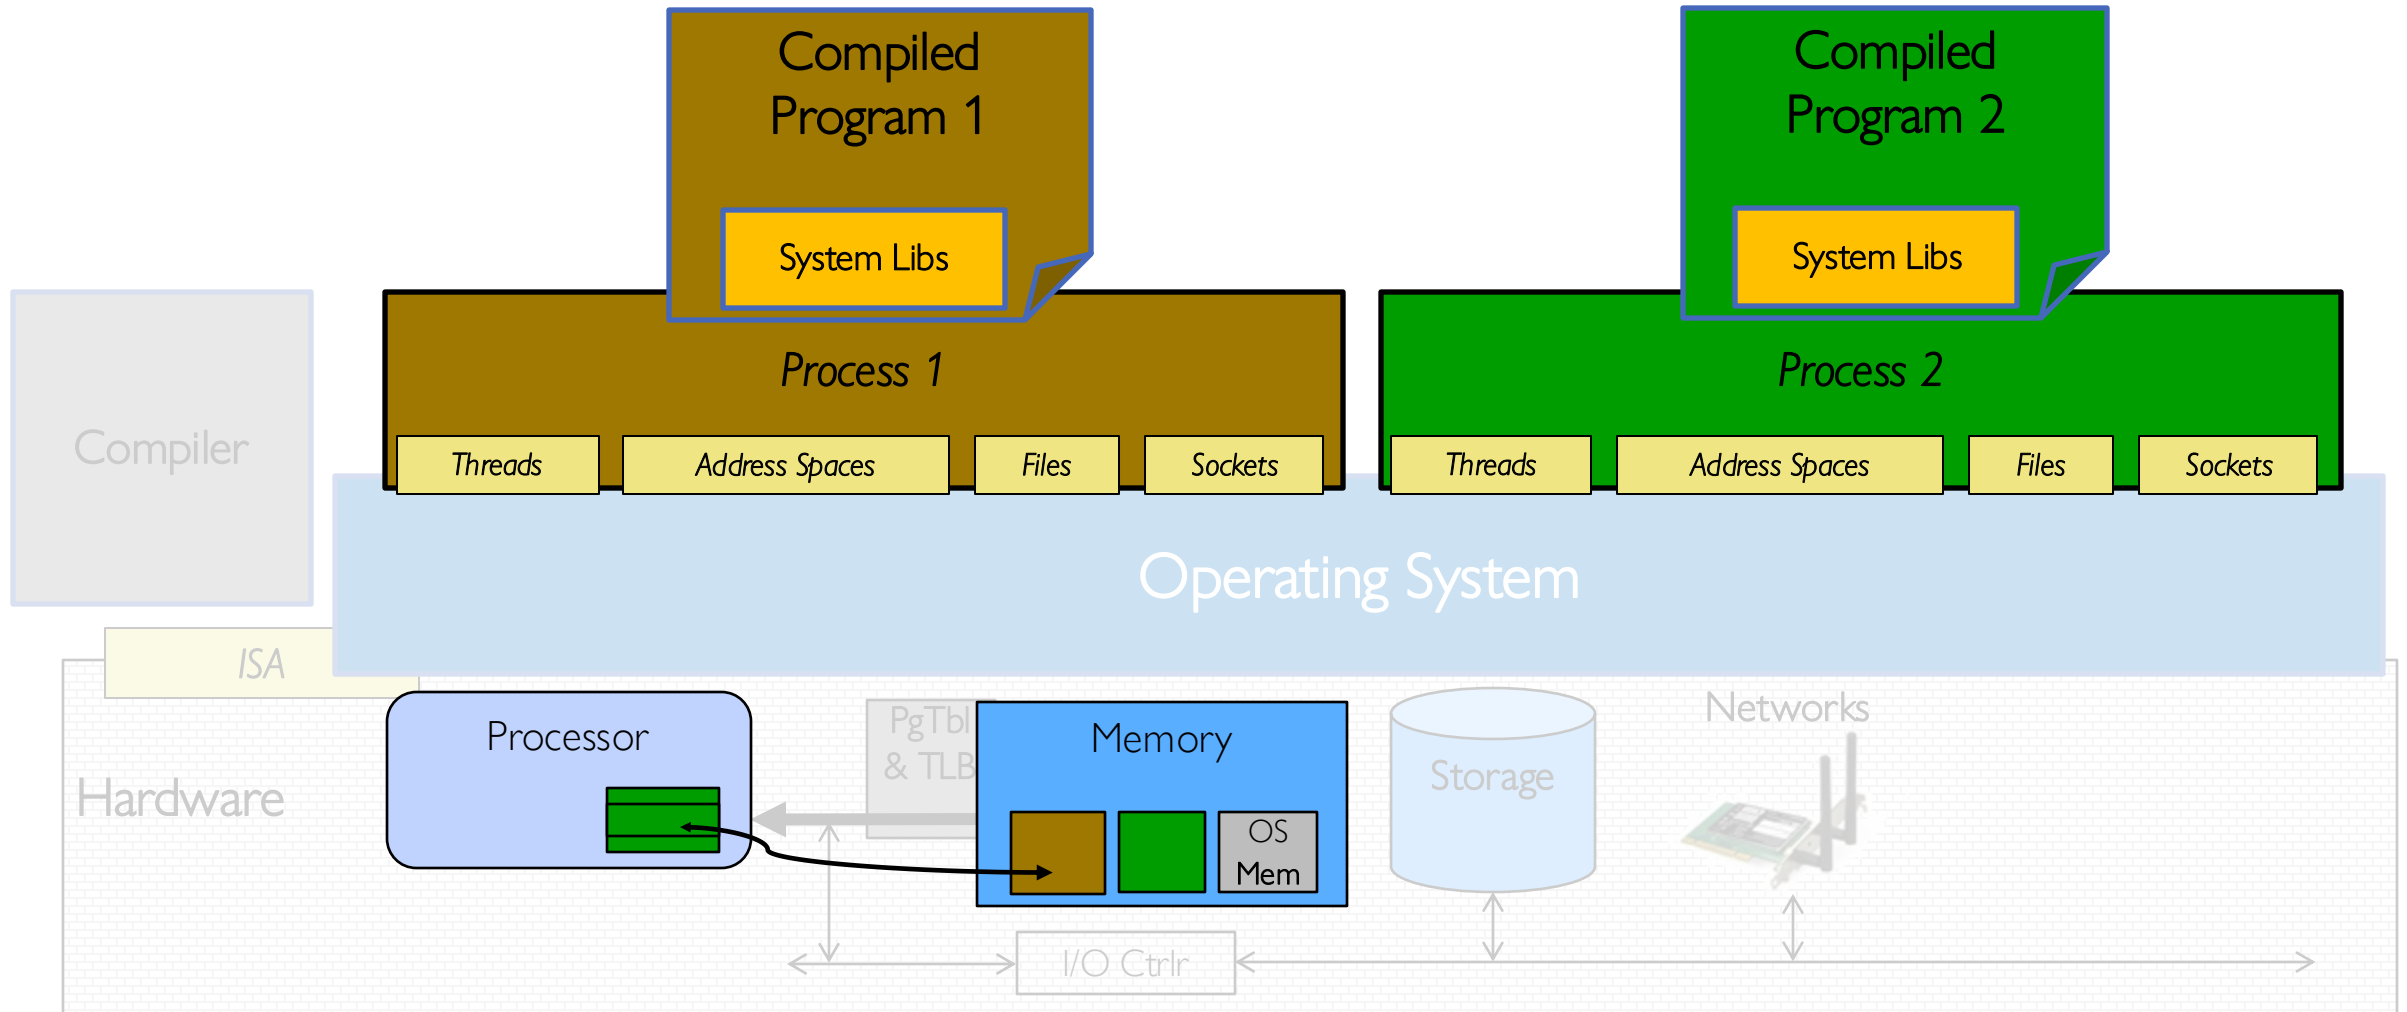 Compiled
Program 1
System Libs
Compiled
Program 2
System Libs
Process 1
Process 2
Compiler
Threads
Address Spaces
Files
Sockets
Threads
Address Spaces
Files
Sockets
Operating System
ISA
Hardware
Processor
PgTbl
& TLB
Memory
OS
Mem
Storage
Networks
I/O Ctrlr